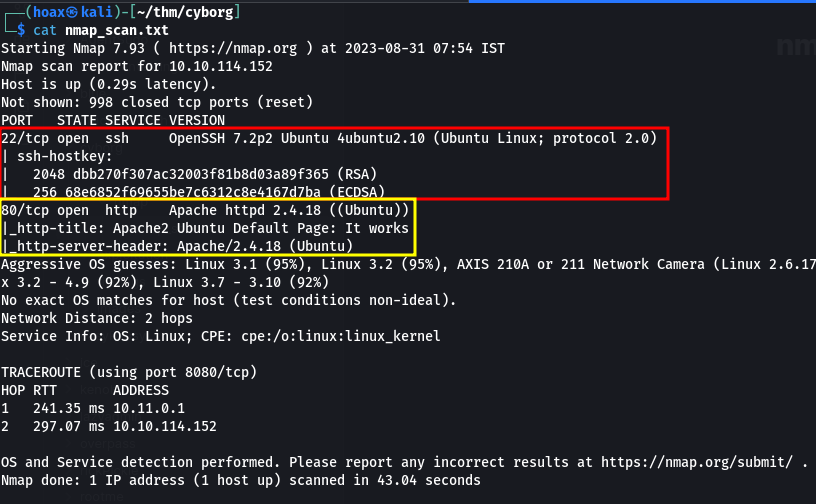 (hoax㉿kali)-[~/thm/cyborg]
$ cat nmap_scan.txt
Starting Nmap 7.93 ( https://nmap.org ) at 2023-08-31 07:54 IST
Nmap scan report for 10.10.114.152
Host is up (0.29s latency).
Not shown: 998 closed tcp ports (reset)
PORT   STATE SERVICE VERSION
22/tcp open  ssh     OpenSSH 7.2p2 Ubuntu 4ubuntu2.10 (Ubuntu Linux; protocol 2.0)
| ssh-hostkey:
|   2048 dbb270f307ac32003f81b8d03a89f365 (RSA)
|   256 68e6852f69655be7c6312c8e4167d7ba (ECDSA)
80/tcp open  http    Apache httpd 2.4.18 ((Ubuntu))
|_http-title: Apache2 Ubuntu Default Page: It works
|_http-server-header: Apache/2.4.18 (Ubuntu)
Aggressive OS guesses: Linux 3.1 (95%), Linux 3.2 (95%), AXIS 210A or 211 Network Camera (Linux 2.6.17
x 3.2 - 4.9 (92%), Linux 3.7 - 3.10 (92%)
No exact OS matches for host (test conditions non-ideal).
Network Distance: 2 hops
Service Info: OS: Linux; CPE: cpe:/o:linux:linux_kernel

TRACEROUTE (using port 8080/tcp)
HOP RTT       ADDRESS
1   241.35 ms 10.11.0.1
2   297.07 ms 10.10.114.152

OS and Service detection performed. Please report any incorrect results at https://nmap.org/submit/ .
Nmap done: 1 IP address (1 host up) scanned in 43.04 seconds